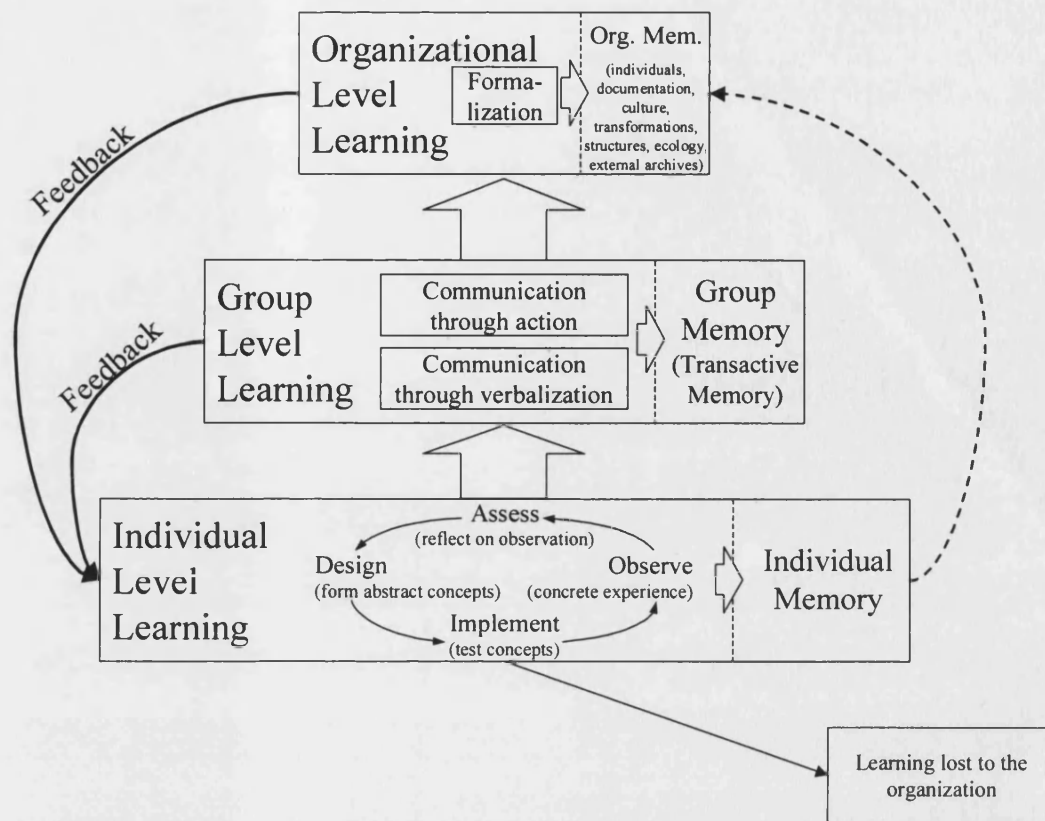 Organizational
Level
Learning
Forma-
lization
Org. Mem.
(individuals,
documentation,
culture,
transformations,
structures, ecology,
external archives)
Feedback
Feedback
Group
Level
Learning
Communication
through action
Communication
through verbalization
Group
Memory
(Transactive
Memory)
Individual
Level
Learning
Assess
(reflect on observation)
Design
(form abstract concepts)
Observe
(concrete experience)
Implement
(test concepts)
Individual
Memory
Learning lost to the
organization